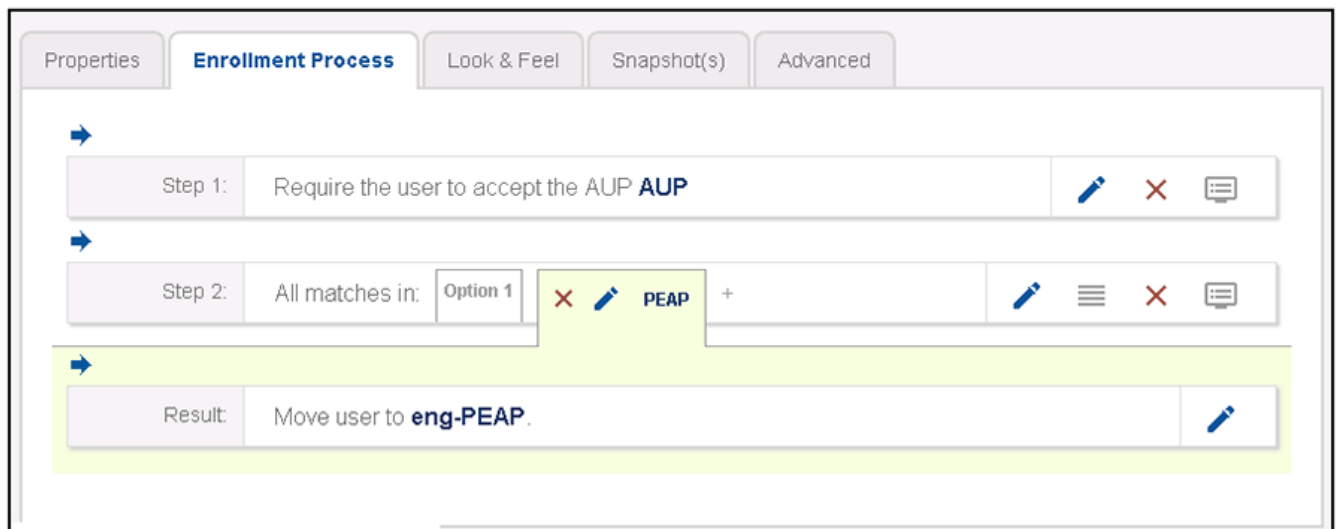 Properties Enrollment Process Look & Feel Snapshot(s) Advanced
Step 1: Require the user to accept the AUP AUP
Step 2: All matches in: Option 1 PEAP +
Result: Move user to eng-PEAP.